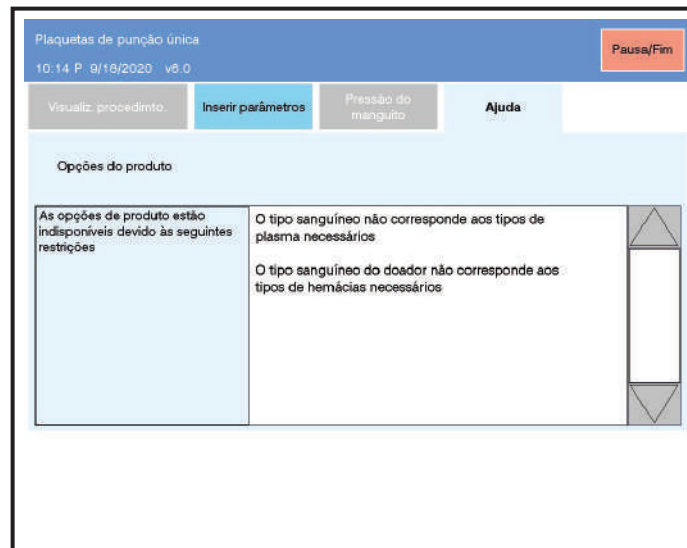 Plaquetas de punção única
10:14 P 9/18/2020 v6.0
Pausa/Fim
Visualiz. procedimto.
Inserir parâmetros
Pressão do
manguito
Ajuda
Opções do produto
As opções de produto estão
indisponíveis devido às seguintes
restrições
O tipo sanguíneo não corresponde aos tipos de
plasma necessários
O tipo sanguíneo do doador não corresponde aos
tipos de hemácias necessários